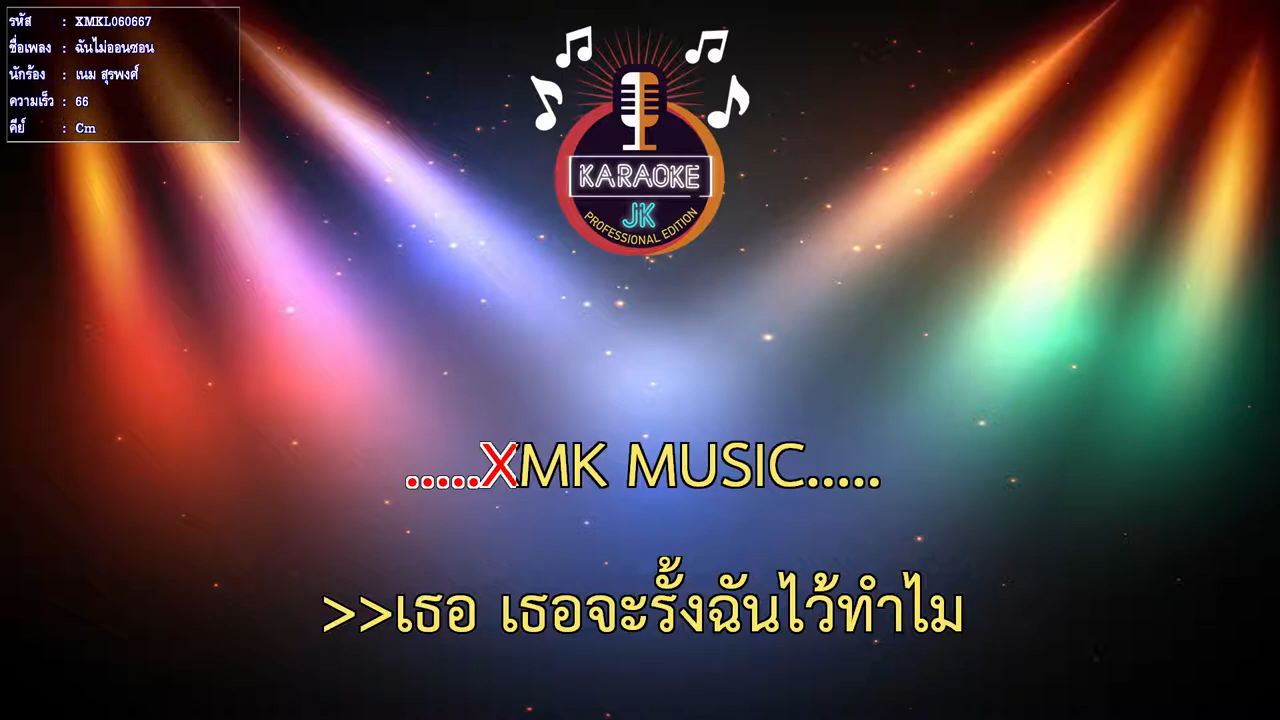 รหัส : XMKL060667
ชื่อเพลง : ฉันไม่ออนซอน
นักร้อง : เนม สุรพงศ์
ความเร็ว : 66
คีย์ : Cm
KARAOKE
JK
PROFESSIONAL EDITION
.....XMK MUSIC.....
>>เธอ เธอจะรั้งฉันไว้ทำไม